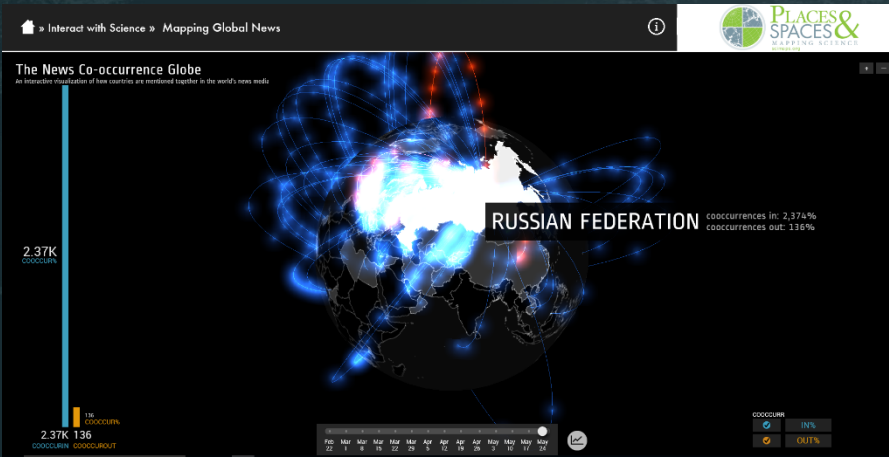 » Interact with Science » Mapping Global News
i
PLACES&
SPACES
MAPPING SCIENCE
The News Co-occurrence Globe
An interactive visualization of how countries are mentioned together in the world's news media
RUSSIAN FEDERATION
cooccurrences in: 2,374%
cooccurrences out: 136%
2.37K
COOCCUR%
136
COOCCUR%
2.37K 136
COOCCURIN COOCCUROUT
Feb 22 Mar 1 Mar 8 Mar 15 Mar 22 Mar 29 Apr 5 Apr 12 Apr 19 Apr 26 May 3 May 10 May 17 May 24
COOCCURR
IN%
OUT%